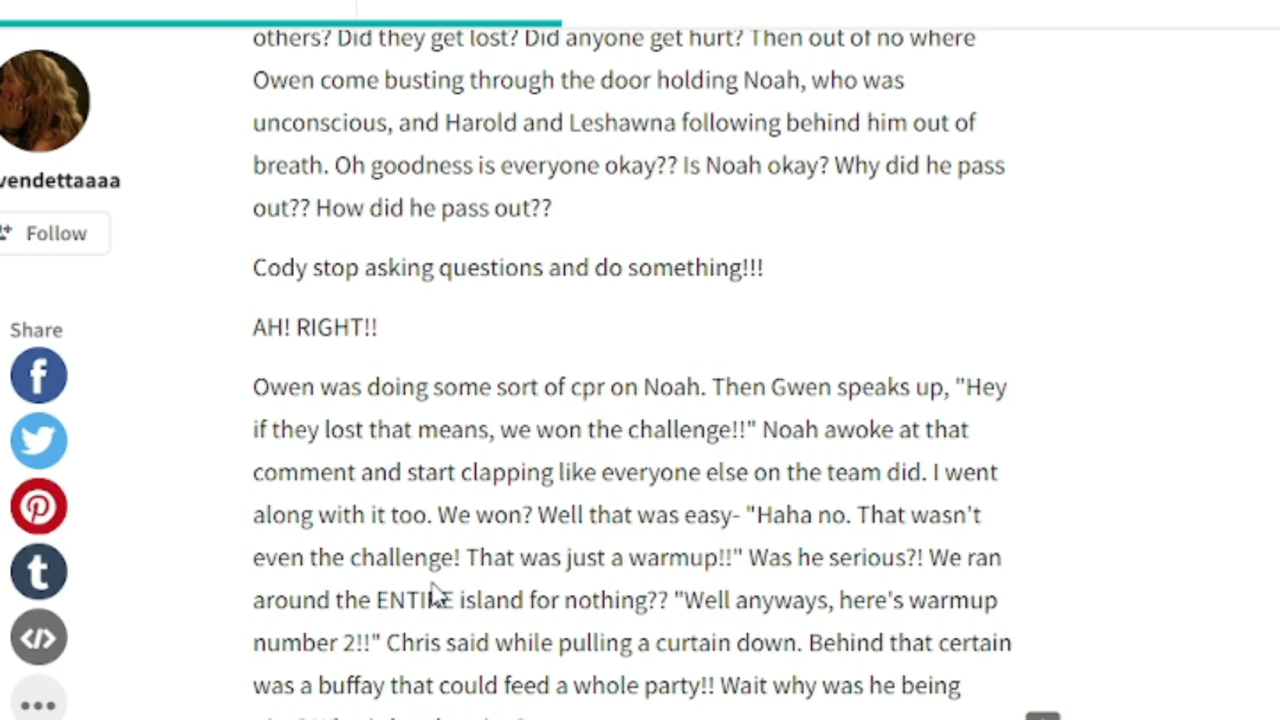 others? Did they get lost? Did anyone get hurt? Then out of no where
Owen come busting through the door holding Noah, who was
unconscious, and Harold and Leshawna following behind him out of
breath. Oh goodness is everyone okay?? Is Noah okay? Why did he pass
out?? How did he pass out??
Cody stop asking questions and do something!!!
AH! RIGHT!!
Owen was doing some sort of cpr on Noah. Then Gwen speaks up, "Hey
if they lost that means, we won the challenge!!" Noah awoke at that
comment and start clapping like everyone else on the team did. I went
along with it too. We won? Well that was easy- "Haha no. That wasn't
even the challenge! That was just a warmup!!" Was he serious?! We ran
around the ENTIRE island for nothing?? "Well anyways, here's warmup
number 2!!" Chris said while pulling a curtain down. Behind that certain
was a buffay that could feed a whole party!! Wait why was he being
vendettaaaa
Follow
Share